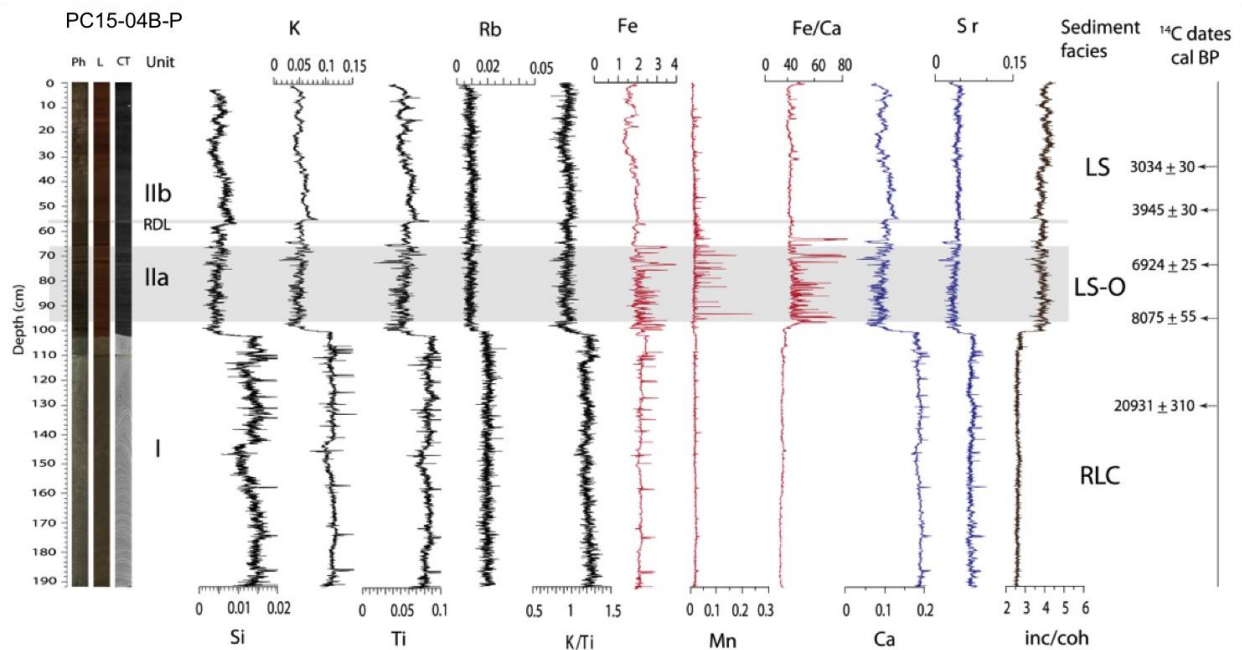 PC15-04B-P
K Rb Fe Fe/Ca S r Sediment facies 14C dates cal BP
Ph L CT Unit
0 0.05 0.15
0 0.02 0.05
0 1 2 3 4
0 40 60 80
0 0.15
0
10
20
30
40
50
60
70
80
90
100
110
120
130
140
150
160
170
180
190
Depth (cm)
IIb
RDL
IIa
I
LS
LS-O
RLC
3034 ± 30
3945 ± 30
6924 ± 25
8075 ± 55
20931 ± 310
0 0.01 0.02
0 0.05 0.1
0.5 1 1.5
0 0.1 0.2 0.3
0 0.1 0.2
2 3 4 5 6
Si Ti K/Ti Mn Ca inc/coh